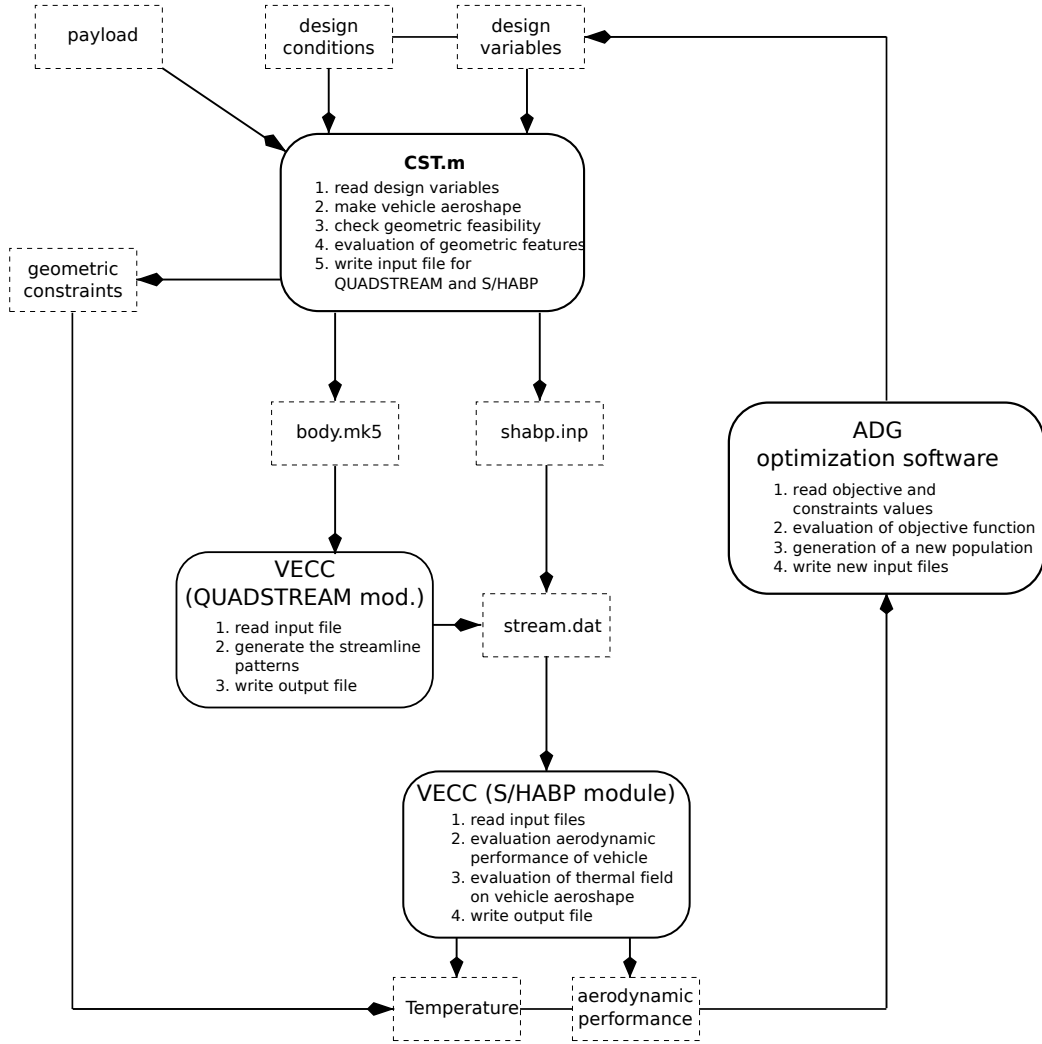 payload
design
conditions
design
variables
CST.m
1. read design variables
2. make vehicle aeroshape
3. check geometric feasibility
4. evaluation of geometric features
5. write input file for
QUADSTREAM and S/HABP
geometric
constraints
body.mk5
shabp.inp
ADG
optimization software
1. read objective and
constraints values
2. evaluation of objective function
3. generation of a new population
4. write new input files
VECC
(QUADSTREAM mod.)
1. read input file
2. generate the streamline
patterns
3. write output file
stream.dat
VECC (S/HABP module)
1. read input files
2. evaluation aerodynamic
performance of vehicle
3. evaluation of thermal field
on vehicle aeroshape
4. write output file
Temperature
aerodynamic
performance